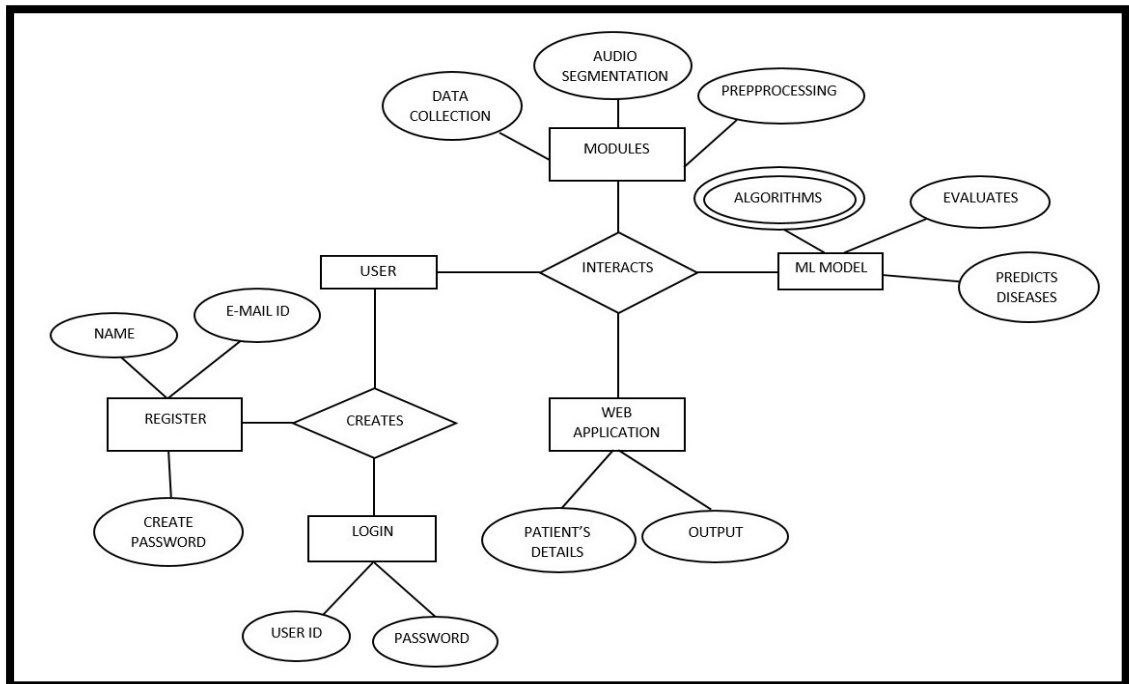 AUDIO
SEGMENTATION
DATA
COLLECTION
PREPPROCESSING
MODULES
ALGORITHMS
EVALUATES
USER
INTERACTS
ML MODEL
PREDICTS
DISEASES
E-MAIL ID
NAME
REGISTER
CREATES
WEB
APPLICATION
CREATE
PASSWORD
LOGIN
PATIENT'S
DETAILS
OUTPUT
USER ID
PASSWORD